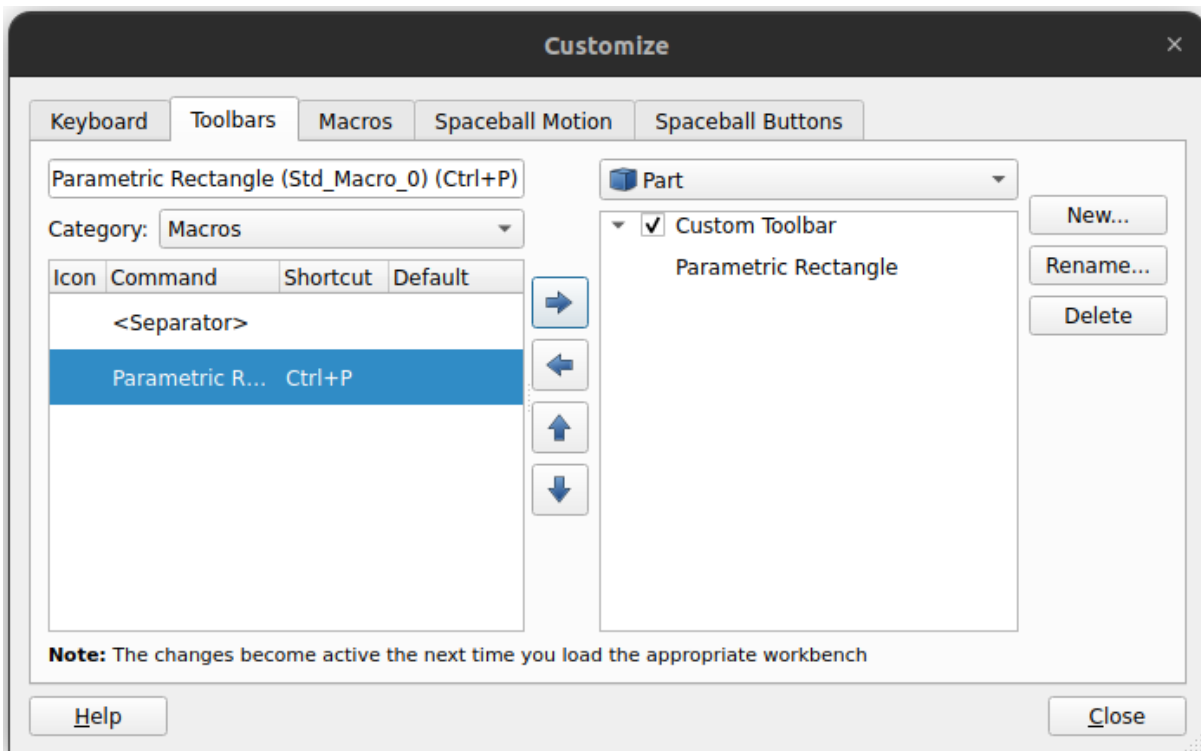 Customize
Keyboard Toolbars Macros Spaceball Motion Spaceball Buttons
Parametric Rectangle (Std_Macro_0) (Ctrl+P)
Category: Macros
Icon Command Shortcut Default
<Separator>
Parametric R... Ctrl+P
Part
Custom Toolbar
Parametric Rectangle
New...
Rename...
Delete
Note: The changes become active the next time you load the appropriate workbench
Help
Close